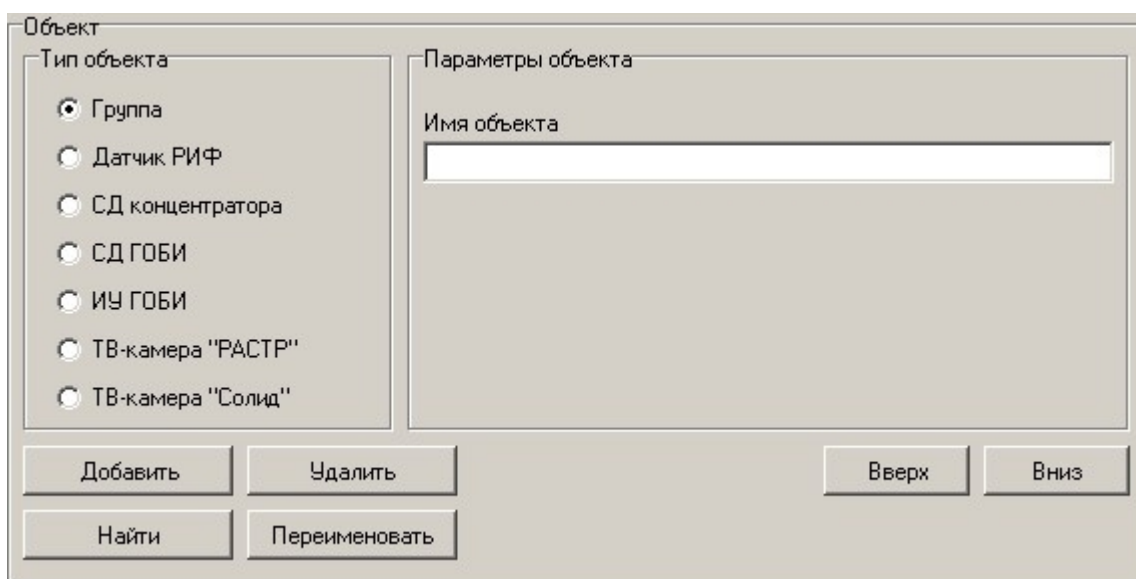 Объект
Тип объекта
Группа
Датчик РИФ
СД концентратора
СД ГОБИ
ИУ ГОБИ
ТВ-камера "РАСТР"
ТВ-камера "Солид"
Параметры объекта
Имя объекта
Добавить Удалить Вверх Вниз
Найти Переименовать